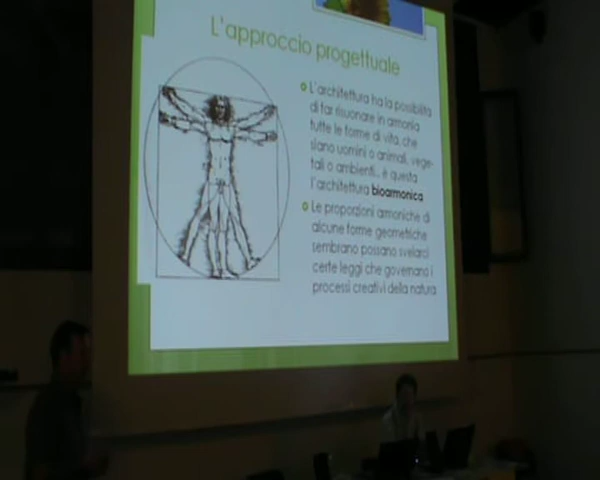 L'approccio progettuale
L'architettura ha la possibilità
di far risuonare in armonia
tutte le forme di vita, che
siano uomini o animali, vege-
tali o ambienti.. è questa
l'architettura bioarmonica
Le proporzioni armoniche di
alcune forme geometriche
sembrano possano svelarci
certe leggi che governano i
processi creativi della natura